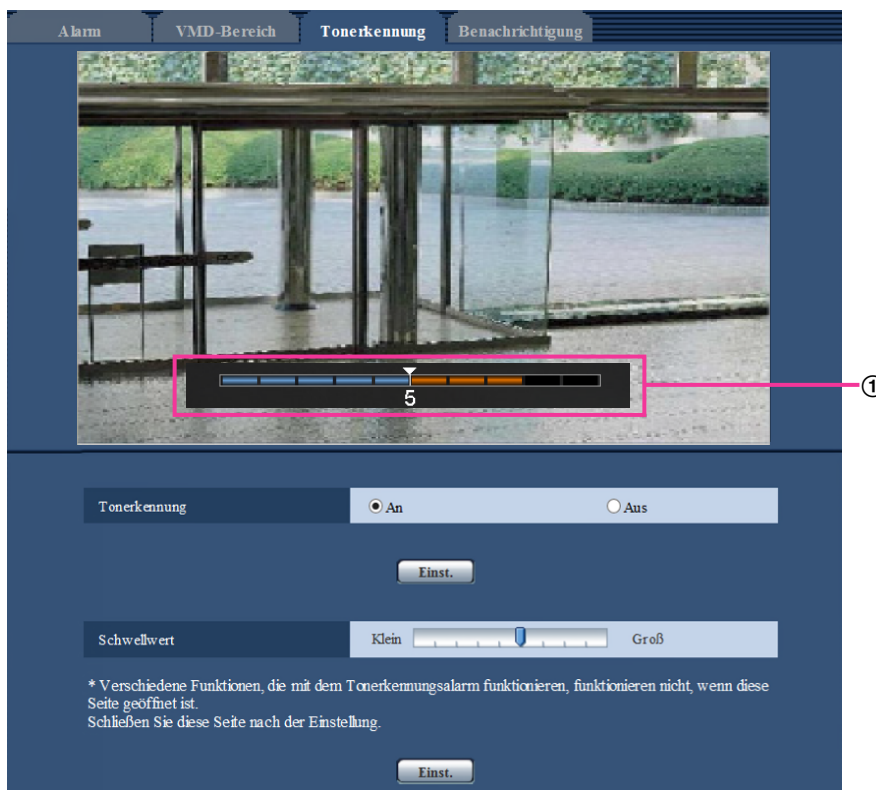 Alarm VMD-Bereich Tonerkennung Benachrichtigung
5
①
Tonerkennung An Aus
Einst.
Schwellwert Klein Groß
* Verschiedene Funktionen, die mit dem Tonerkennungsalarm funktionieren, funktionieren nicht, wenn diese
Seite geöffnet ist.
Schließen Sie diese Seite nach der Einstellung.
Einst.